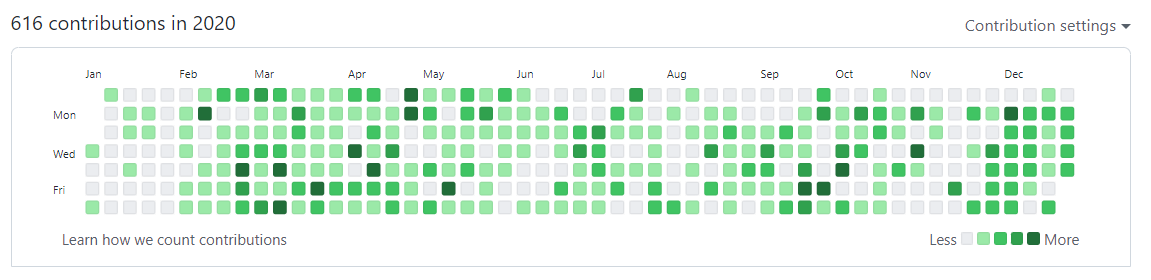 616 contributions in 2020
Contribution settings
Jan Feb Mar Apr May Jun Jul Aug Sep Oct Nov Dec
Mon
Wed
Fri
Learn how we count contributions
Less More